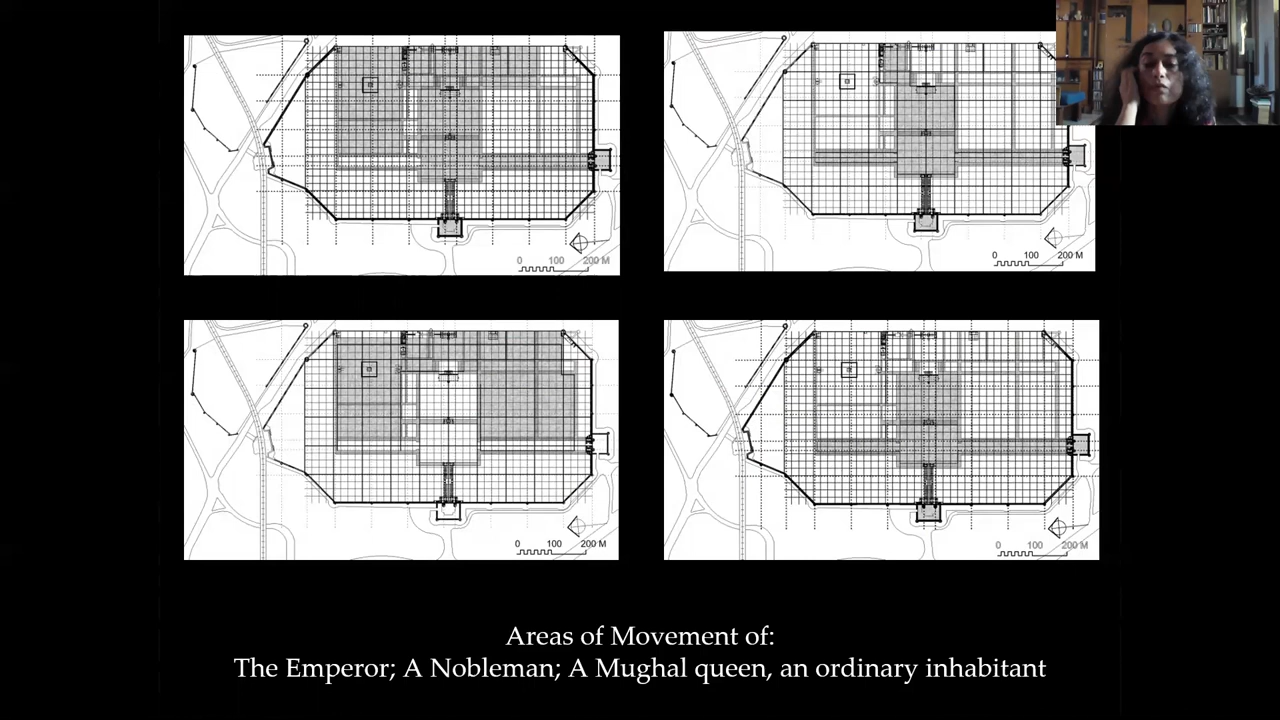 0 100 200 M
0 100 200 M
0 100 200 M
0 100 200 M
Areas of Movement of:
The Emperor; A Nobleman; A Mughal queen, an ordinary inhabitant